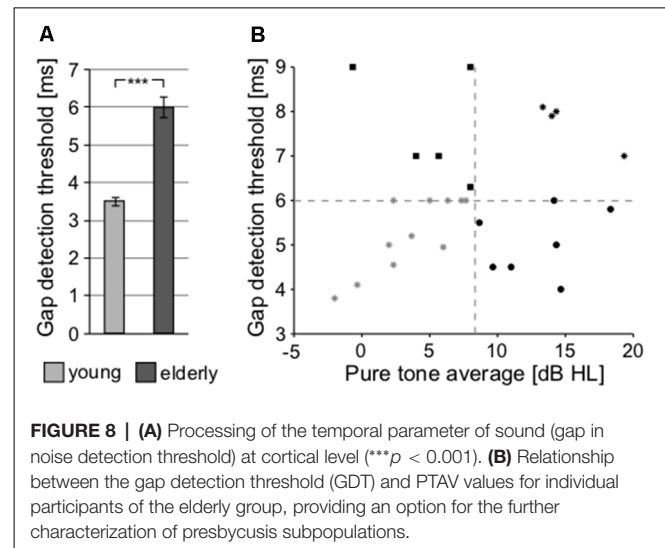 A
B
Gap detection threshold [ms]
7
6
5
4
3
2
1
0
***
young
elderly
Gap detection threshold [ms]
9
8
7
6
5
4
3
-5
0
5
10
15
20
Pure tone average [dB HL]
FIGURE 8 | (A) Processing of the temporal parameter of sound (gap in
noise detection threshold) at cortical level (***p < 0.001). (B) Relationship
between the gap detection threshold (GDT) and PTAV values for individual
participants of the elderly group, providing an option for the further
characterization of presbycusis subpopulations.